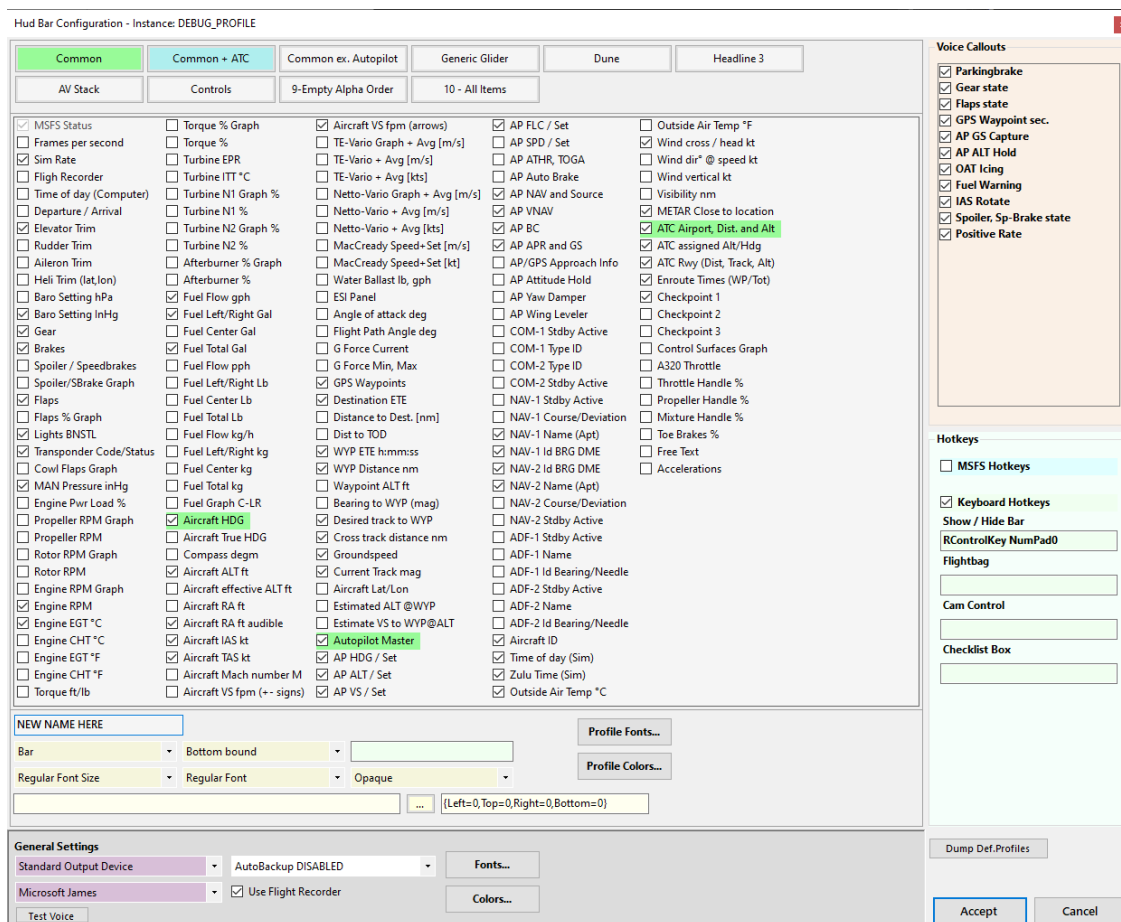 Hud Bar Configuration - Instance: DEBUG_PROFILE
Common
Common + ATC
Common ex. Autopilot
Generic Glider
Dune
Headline 3
AV Stack
Controls
9-Empty Alpha Order
10 - All Items
MSFS Status
Frames per second
Sim Rate
Fligh Recorder
Time of day (Computer)
Departure / Arrival
Elevator Trim
Rudder Trim
Aileron Trim
Heli Trim (lat,lon)
Baro Setting hPa
Baro Setting InHg
Gear
Brakes
Spoiler / Speedbrakes
Spoiler/SBrake Graph
Flaps
Flaps % Graph
Lights BNSTL
Transponder Code/Status
Cowl Flaps Graph
MAN Pressure inHg
Engine Pwr Load %
Propeller RPM Graph
Propeller RPM
Rotor RPM Graph
Rotor RPM
Engine RPM Graph
Engine RPM
Engine EGT °C
Engine CHT °C
Engine EGT °F
Engine CHT °F
Torque ft/lb
Torque % Graph
Torque %
Turbine EPR
Turbine ITT °C
Turbine N1 Graph %
Turbine N1 %
Turbine N2 Graph %
Turbine N2 %
Afterburner % Graph
Afterburner %
Fuel Flow gph
Fuel Left/Right Gal
Fuel Center Gal
Fuel Total Gal
Fuel Flow pph
Fuel Left/Right Lb
Fuel Center Lb
Fuel Total Lb
Fuel Flow kg/h
Fuel Left/Right kg
Fuel Center kg
Fuel Total kg
Fuel Graph C-LR
Aircraft HDG
Aircraft True HDG
Compass degm
Aircraft ALT ft
Aircraft effective ALT ft
Aircraft RA ft
Aircraft RA ft audible
Aircraft IAS kt
Aircraft TAS kt
Aircraft Mach number M
Aircraft VS fpm (+- signs)
Aircraft VS fpm (arrows)
TE-Vario Graph + Avg [m/s]
TE-Vario + Avg [m/s]
TE-Vario + Avg [kts]
Netto-Vario Graph + Avg [m/s]
Netto-Vario + Avg [m/s]
Netto-Vario + Avg [kts]
MacCready Speed+Set [m/s]
MacCready Speed+Set [kt]
Water Ballast lb, gph
ESI Panel
Angle of attack deg
Flight Path Angle deg
G Force Current
G Force Min, Max
GPS Waypoints
Destination ETE
Distance to Dest. [nm]
Dist to TOD
WYP ETE h:mm:ss
WYP Distance nm
Waypoint ALT ft
Bearing to WYP (mag)
Desired track to WYP
Cross track distance nm
Groundspeed
Current Track mag
Aircraft Lat/Lon
Estimated ALT @WYP
Estimate VS to WYP@ALT
Autopilot Master
AP HDG / Set
AP ALT / Set
AP VS / Set
AP FLC / Set
AP SPD / Set
AP ATHR, TOGA
AP Auto Brake
AP NAV and Source
AP VNAV
AP BC
AP APR and GS
AP/GPS Approach Info
AP Attitude Hold
AP Yaw Damper
AP Wing Leveler
COM-1 Stdby Active
COM-1 Type ID
COM-2 Type ID
COM-2 Stdby Active
NAV-1 Stdby Active
NAV-1 Course/Deviation
NAV-1 Name (Apt)
NAV-1 Id BRG DME
NAV-2 Id BRG DME
NAV-2 Name (Apt)
NAV-2 Course/Deviation
NAV-2 Stdby Active
ADF-1 Stdby Active
ADF-1 Name
ADF-1 Id Bearing/Needle
ADF-2 Stdby Active
ADF-2 Name
ADF-2 Id Bearing/Needle
Aircraft ID
Time of day (Sim)
Zulu Time (Sim)
Outside Air Temp °C
Outside Air Temp °F
Wind cross / head kt
Wind dir° @ speed kt
Wind vertical kt
Visibility nm
METAR Close to location
ATC Airport, Dist. and Alt
ATC assigned Alt/Hdg
ATC Rwy (Dist, Track, Alt)
Enroute Times (WP/Tot)
Checkpoint 1
Checkpoint 2
Checkpoint 3
Control Surfaces Graph
A320 Throttle
Throttle Handle %
Propeller Handle %
Mixture Handle %
Toe Brakes %
Free Text
Accelerations
NEW NAME HERE
Bar
Bottom bound
Regular Font Size
Regular Font
Opaque
...
{Left=0,Top=0,Right=0,Bottom=0}
Profile Fonts...
Profile Colors...
General Settings
Standard Output Device
AutoBackup DISABLED
Fonts...
Microsoft James
Use Flight Recorder
Colors...
Test Voice
Voice Callouts
Parkingbrake
Gear state
Flaps state
GPS Waypoint sec.
AP GS Capture
AP ALT Hold
OAT Icing
Fuel Warning
IAS Rotate
Spoiler, Sp-Brake state
Positive Rate
Hotkeys
MSFS Hotkeys
Keyboard Hotkeys
Show / Hide Bar
RControlKey NumPad0
Flightbag
Cam Control
Checklist Box
Dump Def.Profiles
Accept
Cancel